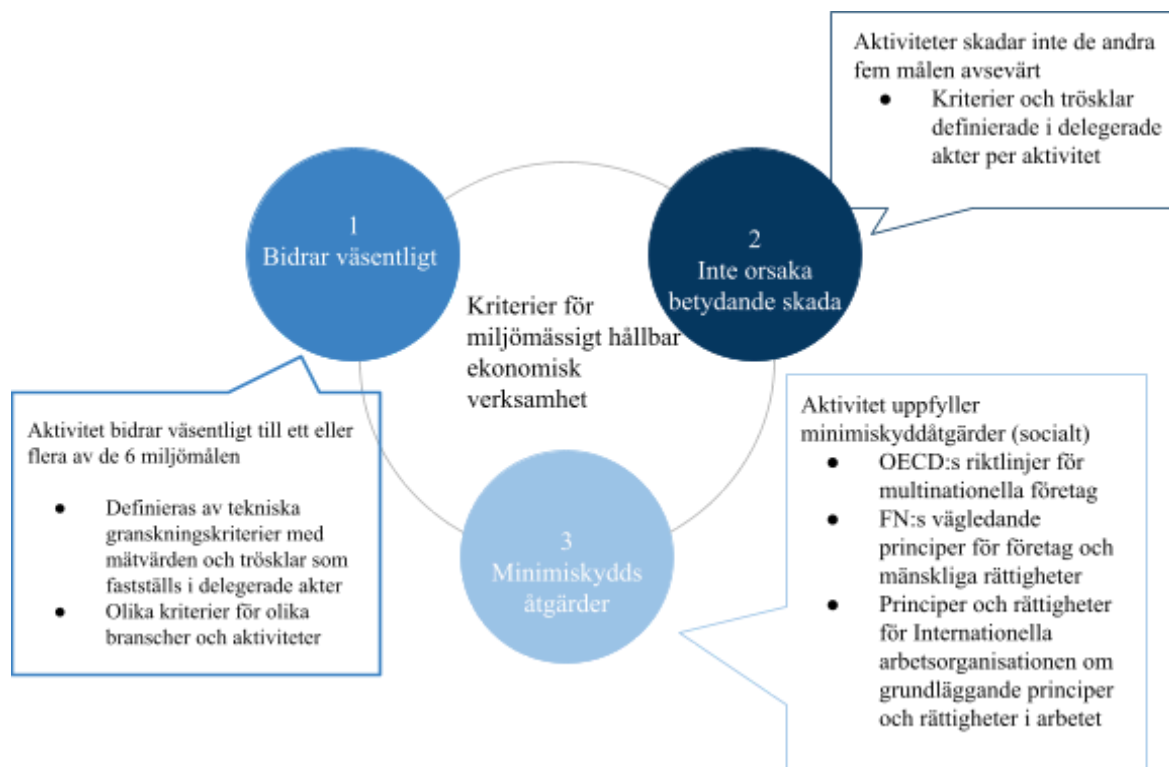 1
Bidrar väsentligt
2
Inte orsaka
betydande skada
3
Minimiskydds
åtgärder
Kriterier för
miljömässigt hållbar
ekonomisk
verksamhet
Aktiviteter skadar inte de andra
fem målen avsevärt
● Kriterier och trösklar
definierade i delegerade
akter per aktivitet
Aktivitet bidrar väsentligt till ett eller
flera av de 6 miljömålen
● Definieras av tekniska
granskningskriterier med
mätvärden och trösklar som
fastställs i delegerade akter
● Olika kriterier för olika
branscher och aktiviteter
Aktivitet uppfyller
minimiskyddåtgärder (socialt)
● OECD:s riktlinjer för
multinationella företag
● FN:s vägledande
principer för företag och
mänskliga rättigheter
● Principer och rättigheter
för Internationella
arbetsorganisationen om
grundläggande principer
och rättigheter i arbetet